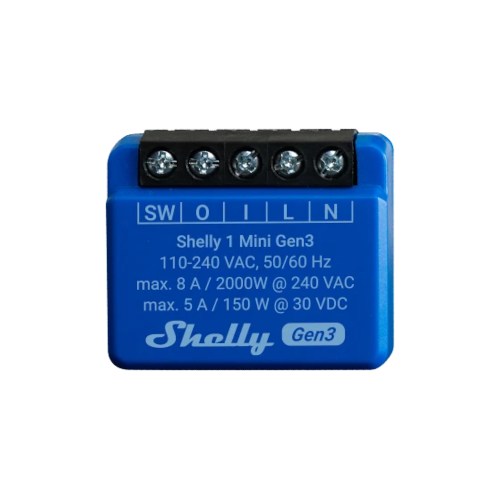 SW O I L N
Shelly 1 Mini Gen3
110-240 VAC, 50/60 Hz
max. 8 A / 2000W @ 240 VAC
max. 5 A / 150 W @ 30 VDC
Shelly Gen3